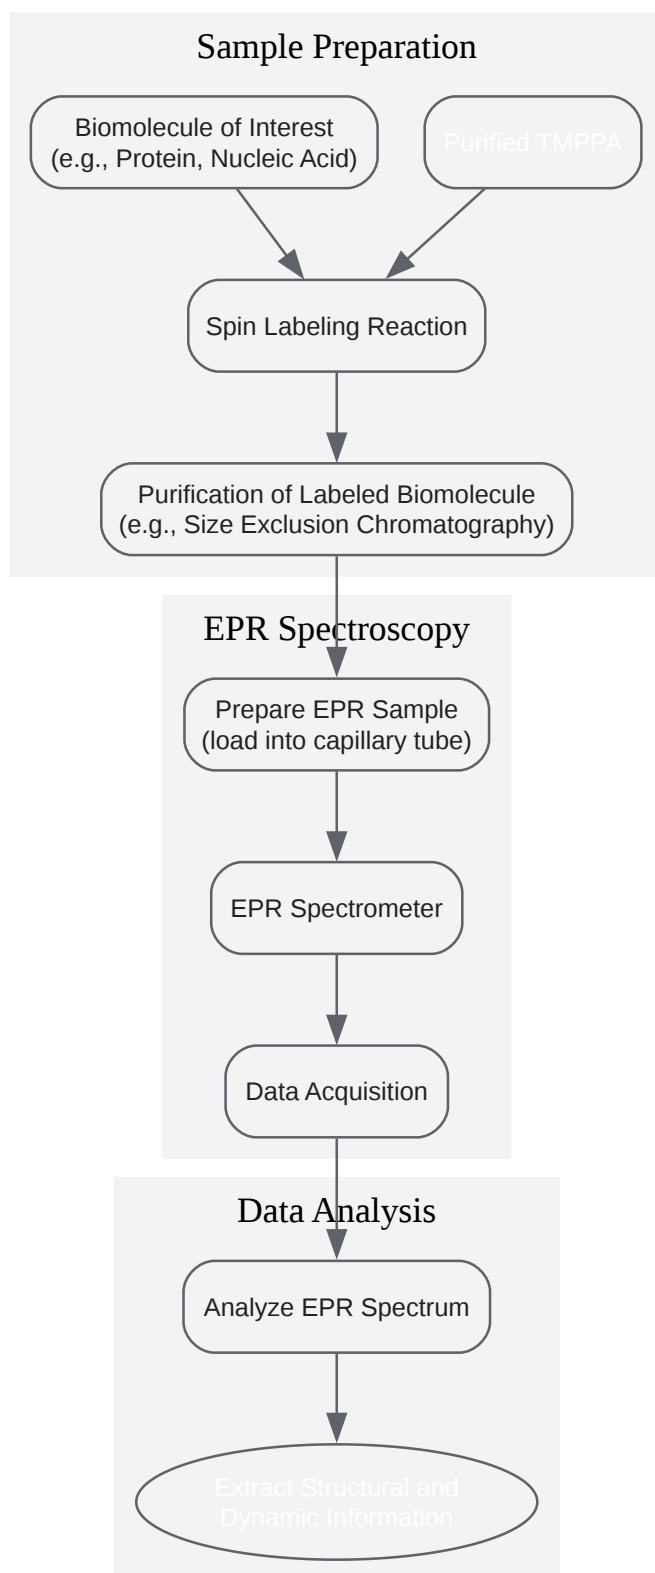 Sample Preparation
Biomolecule of Interest
(e.g., Protein, Nucleic Acid)
Purified TMPPA
Spin Labeling Reaction
Purification of Labeled Biomolecule
(e.g., Size Exclusion Chromatography)
EPR Spectroscopy
Prepare EPR Sample
(load into capillary tube)
EPR Spectrometer
Data Acquisition
Data Analysis
Analyze EPR Spectrum
Extract Structural and
Dynamic Information